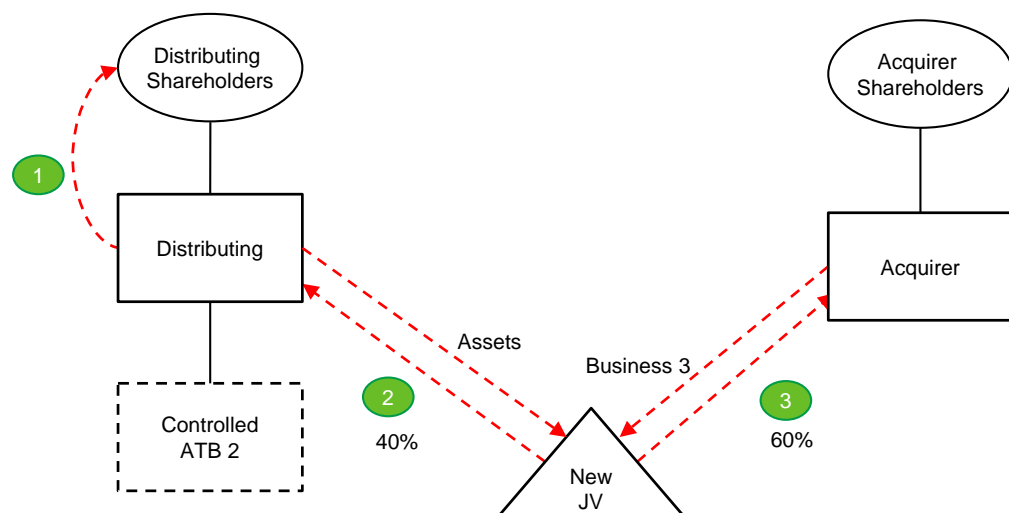 Distributing
Shareholders
Acquirer
Shareholders
1
Distributing
Acquirer
Assets
Business 3
2
3
40%
60%
Controlled
ATB 2
New
JV